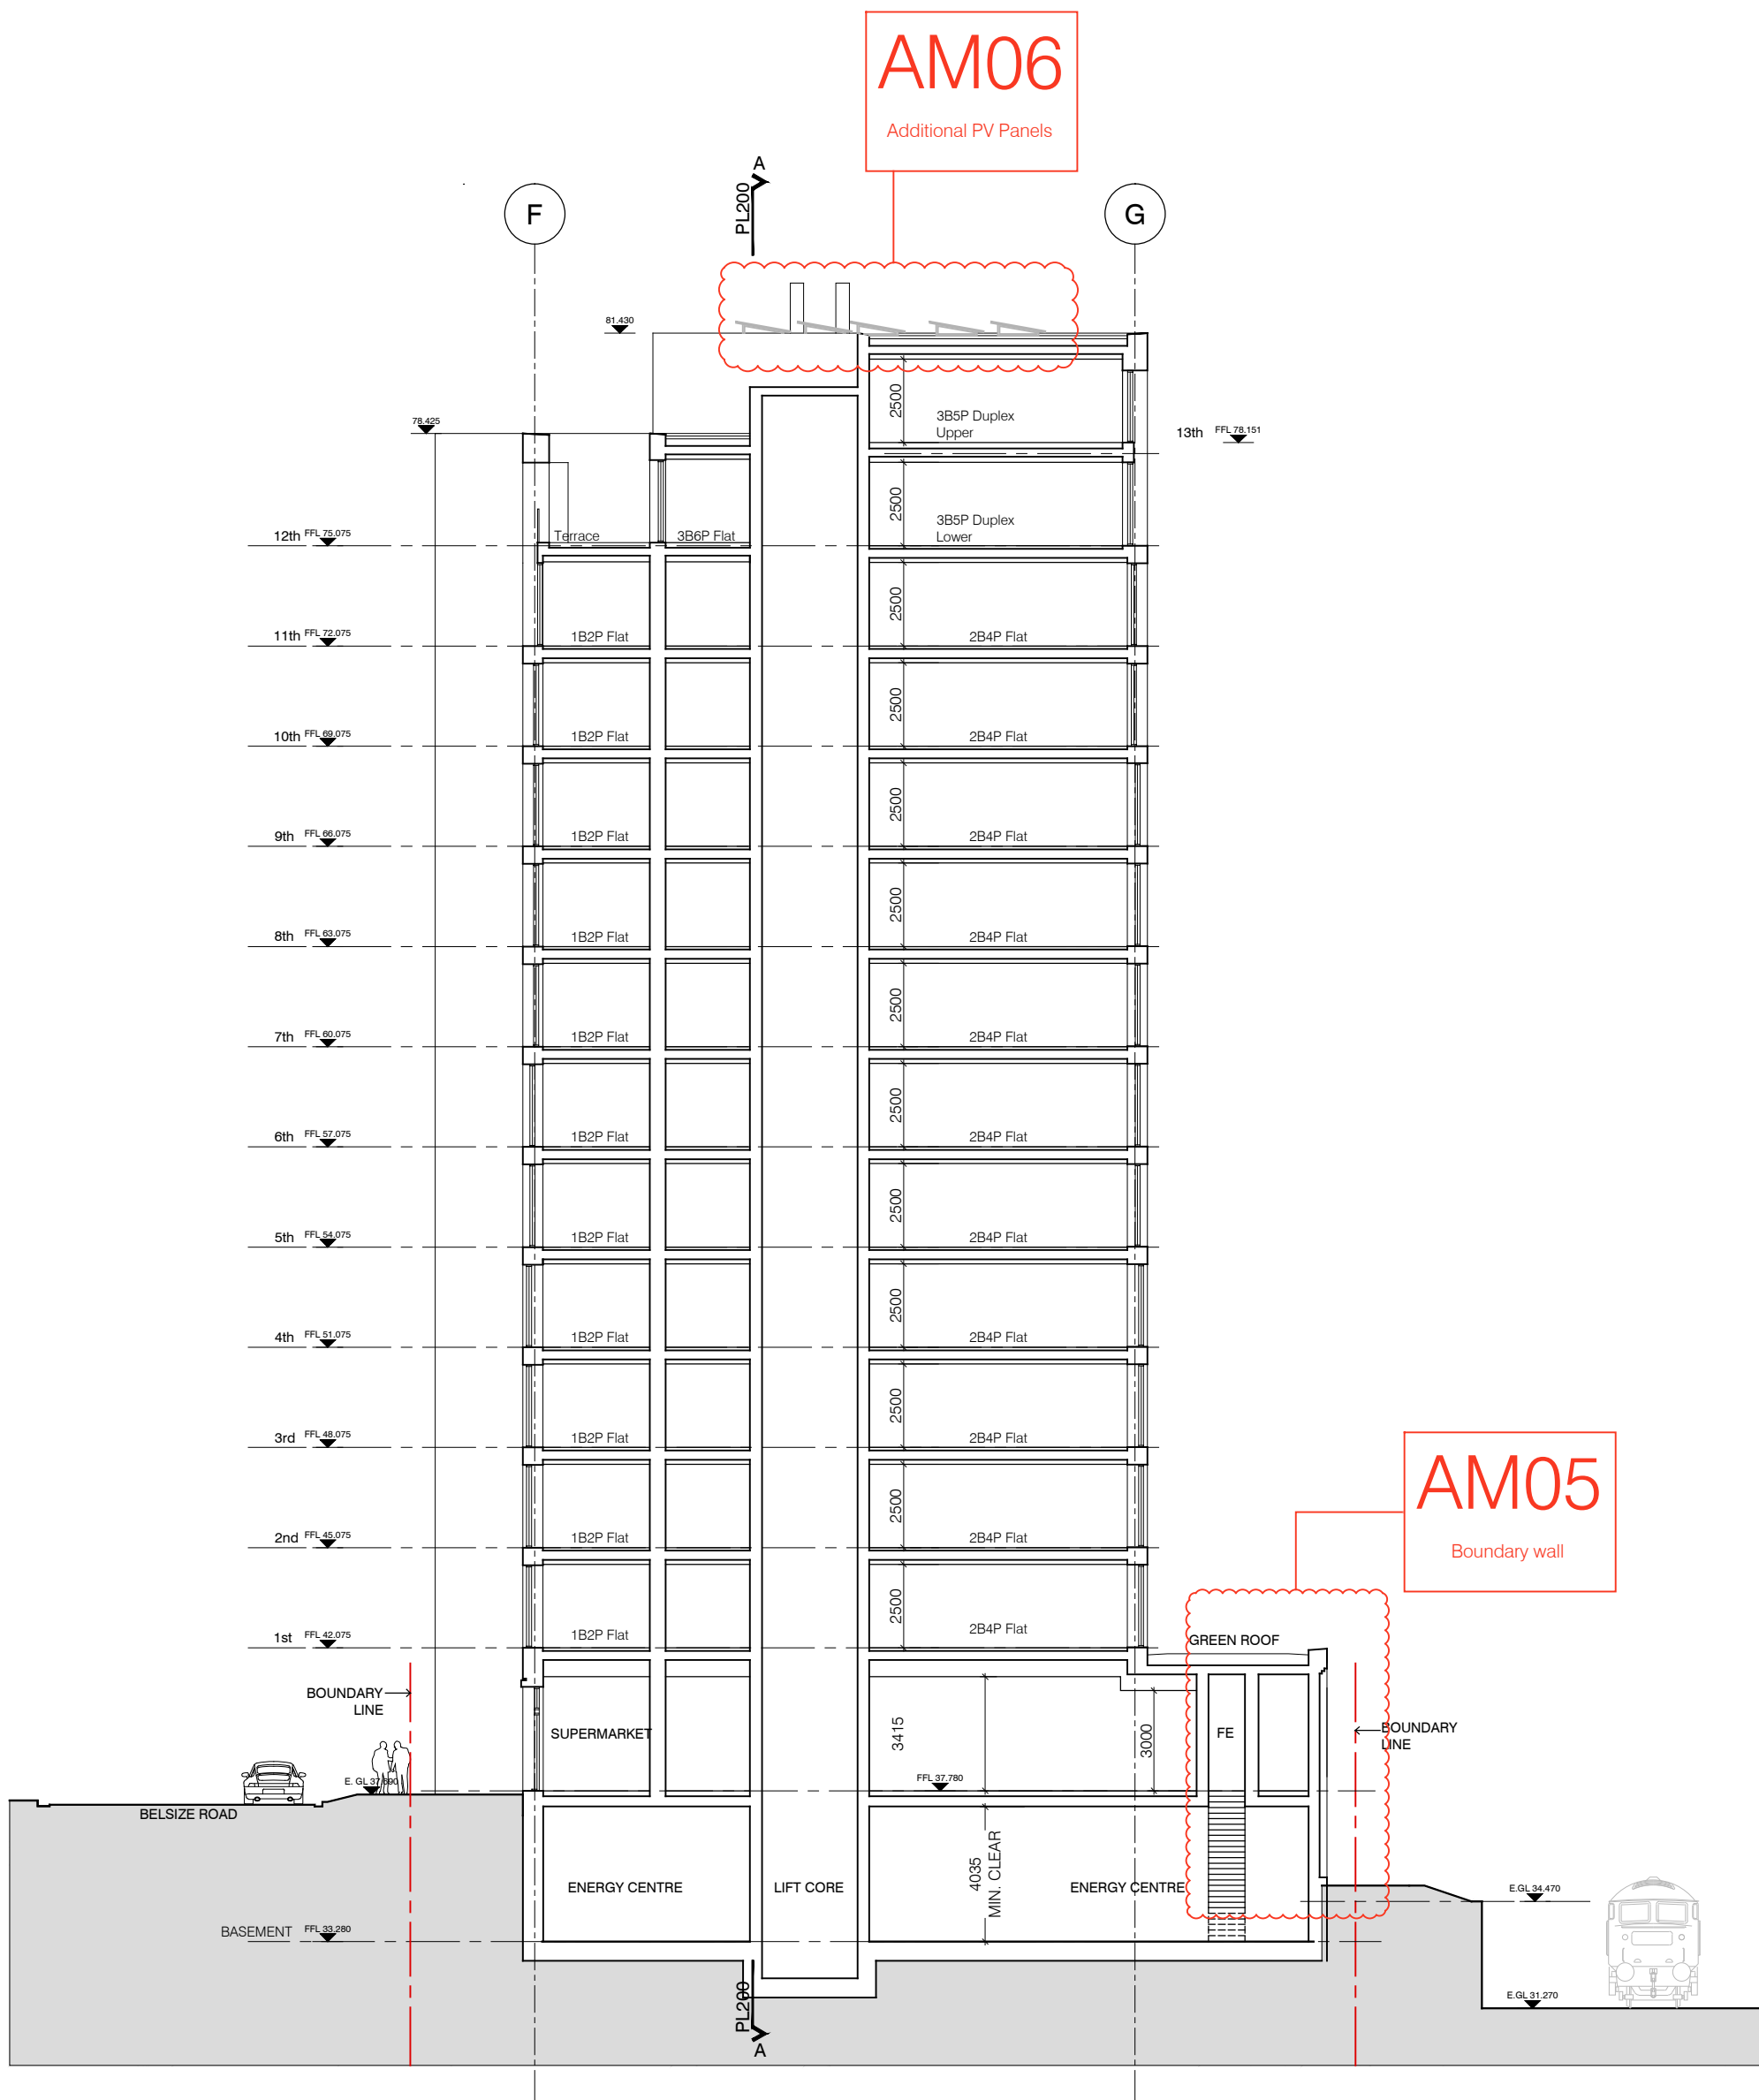 AM06
Additional PV Panels
A
PL200
F
G
81.430
78.425
2500
3B5P Duplex
Upper
13th FFL 78.151
2500
3B5P Duplex
Lower
12th FFL 75.075
Terrace
3B6P Flat
2500
11th FFL 72.075
1B2P Flat
2B4P Flat
2500
10th FFL 69.075
1B2P Flat
2B4P Flat
2500
9th FFL 66.075
1B2P Flat
2B4P Flat
2500
8th FFL 63.075
1B2P Flat
2B4P Flat
2500
7th FFL 60.075
1B2P Flat
2B4P Flat
2500
6th FFL 57.075
1B2P Flat
2B4P Flat
2500
5th FFL 54.075
1B2P Flat
2B4P Flat
2500
4th FFL 51.075
1B2P Flat
2B4P Flat
2500
3rd FFL 48.075
1B2P Flat
2B4P Flat
2500
2nd FFL 45.075
1B2P Flat
2B4P Flat
2500
1st FFL 42.075
1B2P Flat
2B4P Flat
AM05
Boundary wall
GREEN ROOF
BOUNDARY
LINE
SUPERMARKET
3415
3000
FE
BOUNDARY
LINE
E. GL 37.690
FFL 37.780
BELSIZE ROAD
4035
MIN. CLEAR
ENERGY CENTRE
LIFT CORE
ENERGY CENTRE
E.GL 34.470
BASEMENT FFL 33.280
E.GL 31.270
PL200
A